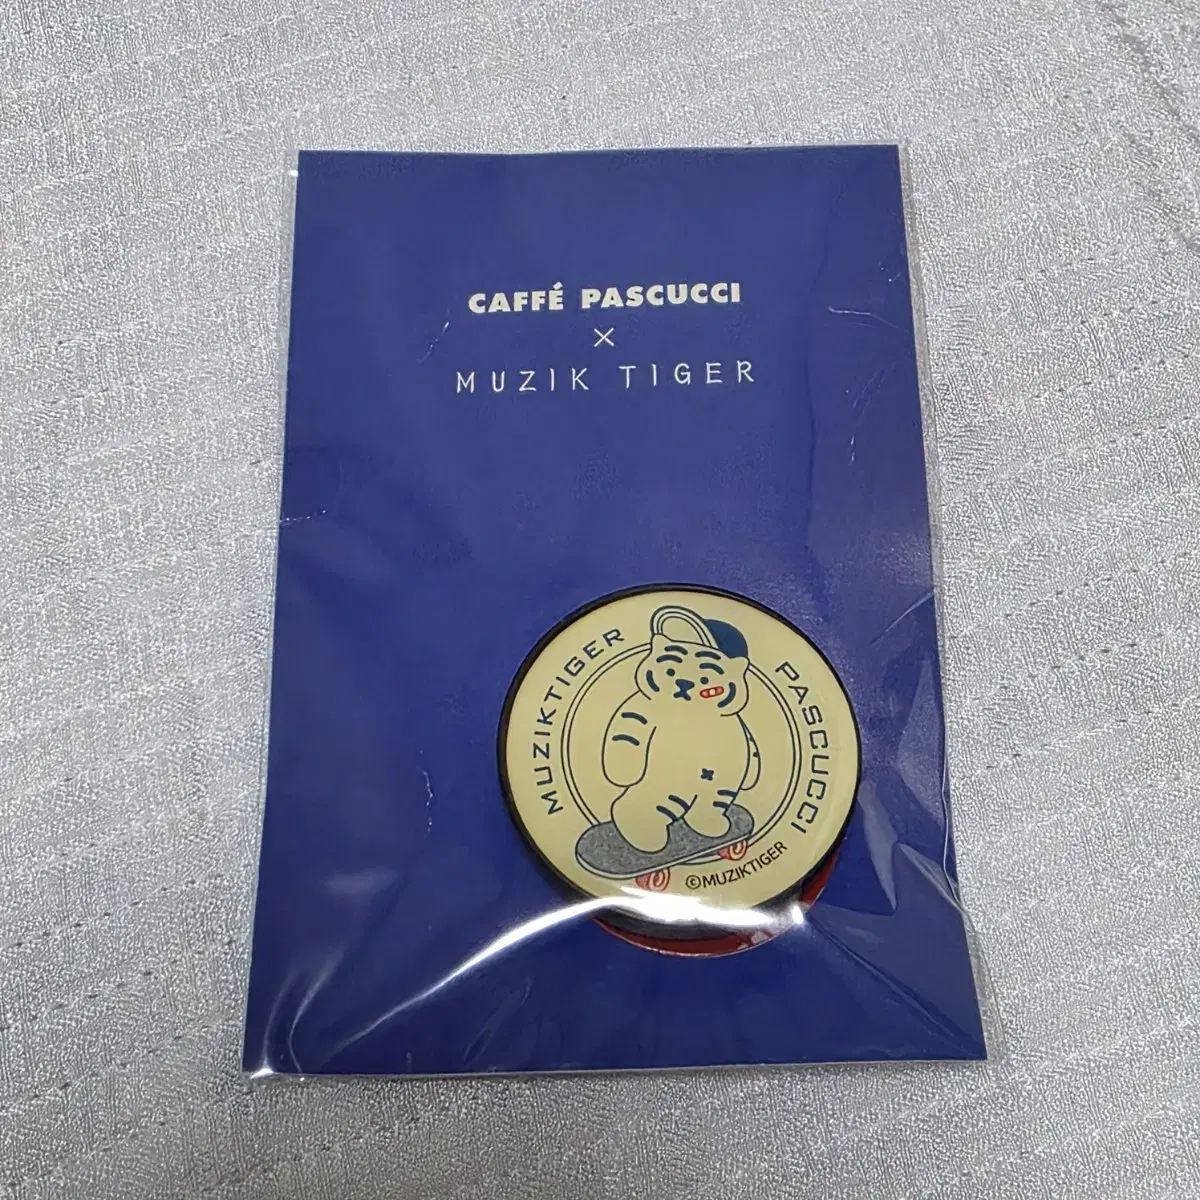 CAFFÉ PASCUCCI
×
MUZIK TIGER
MUZIKTIGER
PASCUCCI
©MUZIKTIGER